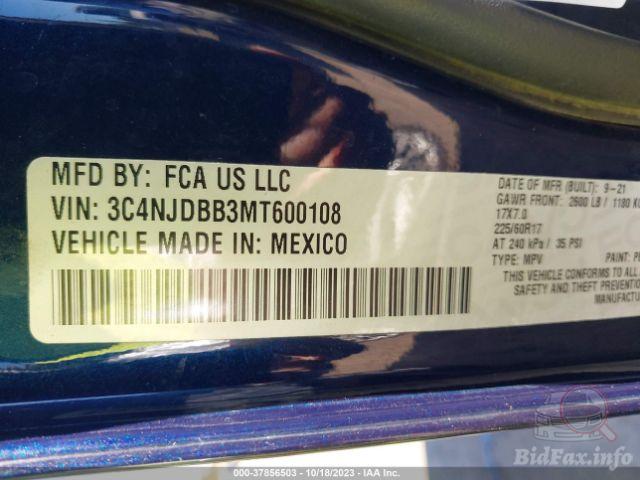 MFD BY: FCA US LLC
VIN: 3C4NJDBB3MT600108
VEHICLE MADE IN: MEXICO
DATE OF MFR (BUILT): 9-21
GAWR FRONT: 2600 LB / 1180 KG
17X7.0
225/60R17
AT 240 kPa / 35 PSI
TYPE: MPV PAINT:
THIS VEHICLE CONFORMS TO
SAFETY AND THEFT PREVENTION
MANUFACTU
000-37856503 - 10/18/2023 - IAA Inc.
BidFax.info